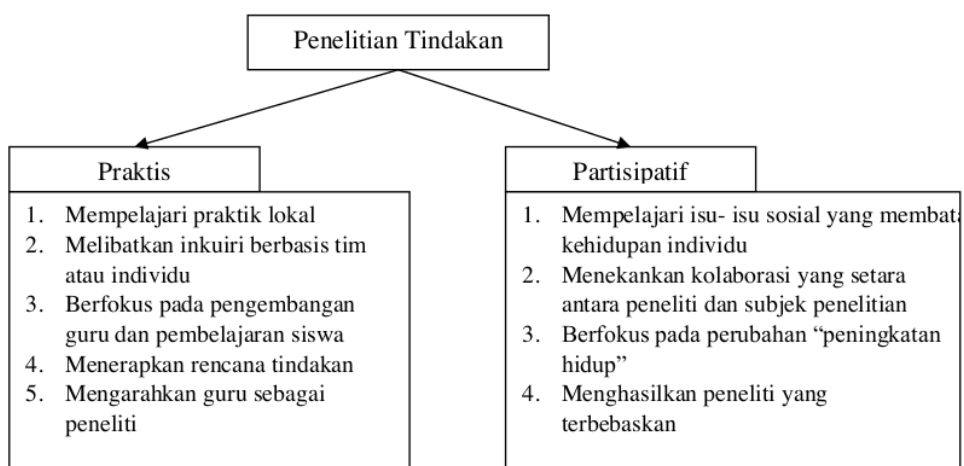 Penelitian Tindakan
Praktis
1. Mempelajari praktik lokal
2. Melibatkan inkuiri berbasis tim
atau individu
3. Berfokus pada pengembangan
guru dan pembelajaran siswa
4. Menerapkan rencana tindakan
5. Mengarahkan guru sebagai
peneliti
Partisipatif
1. Mempelajari isu- isu sosial yang
kehidupan individu
2. Menekankan kolaborasi yang setara
antara peneliti dan subjek penelitian
3. Berfokus pada perubahan “peningkatan
hidup”
4. Menghasilkan peneliti yang
terbebaskan